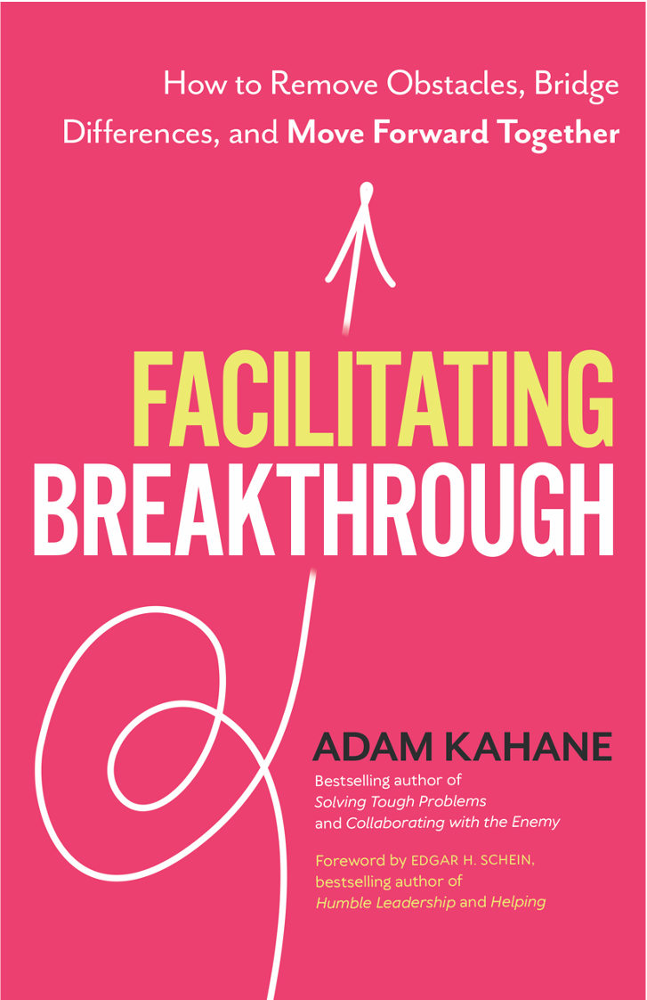 How to Remove Obstacles, Bridge
Differences, and Move Forward Together
FACILITATING
BREAKTHROUGH
ADAM KAHANE
Bestselling author of
Solving Tough Problems
and Collaborating with the Enemy
Foreword by EDGAR H. SCHEIN,
bestselling author of
Humble Leadership and Helping